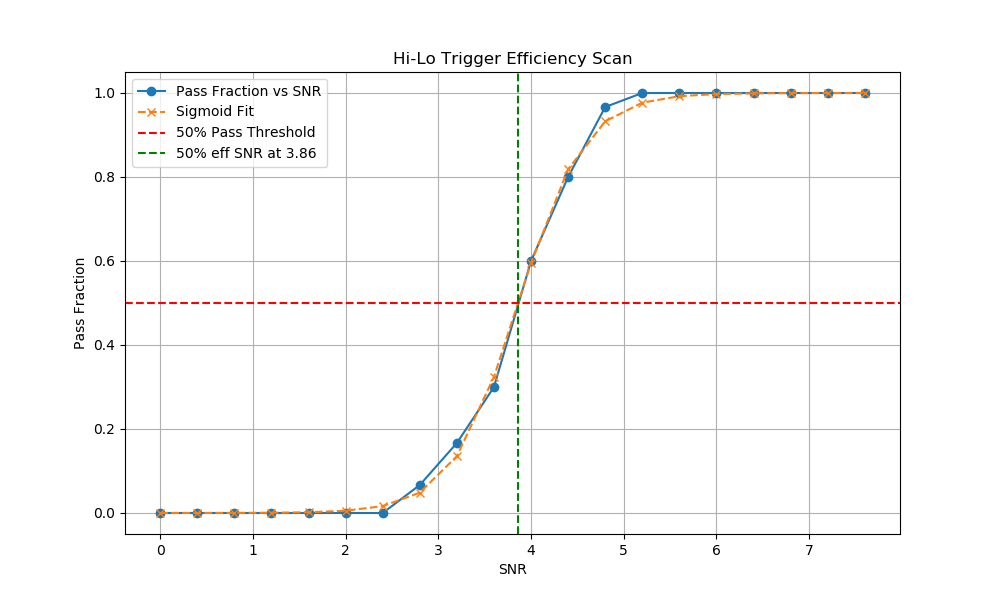 Hi-Lo Trigger Efficiency Scan
Pass Fraction vs SNR
Sigmoid Fit
50% Pass Threshold
50% eff SNR at 3.86
Pass Fraction
1.0
0.8
0.6
0.4
0.2
0.0
0 1 2 3 4 5 6 7
SNR